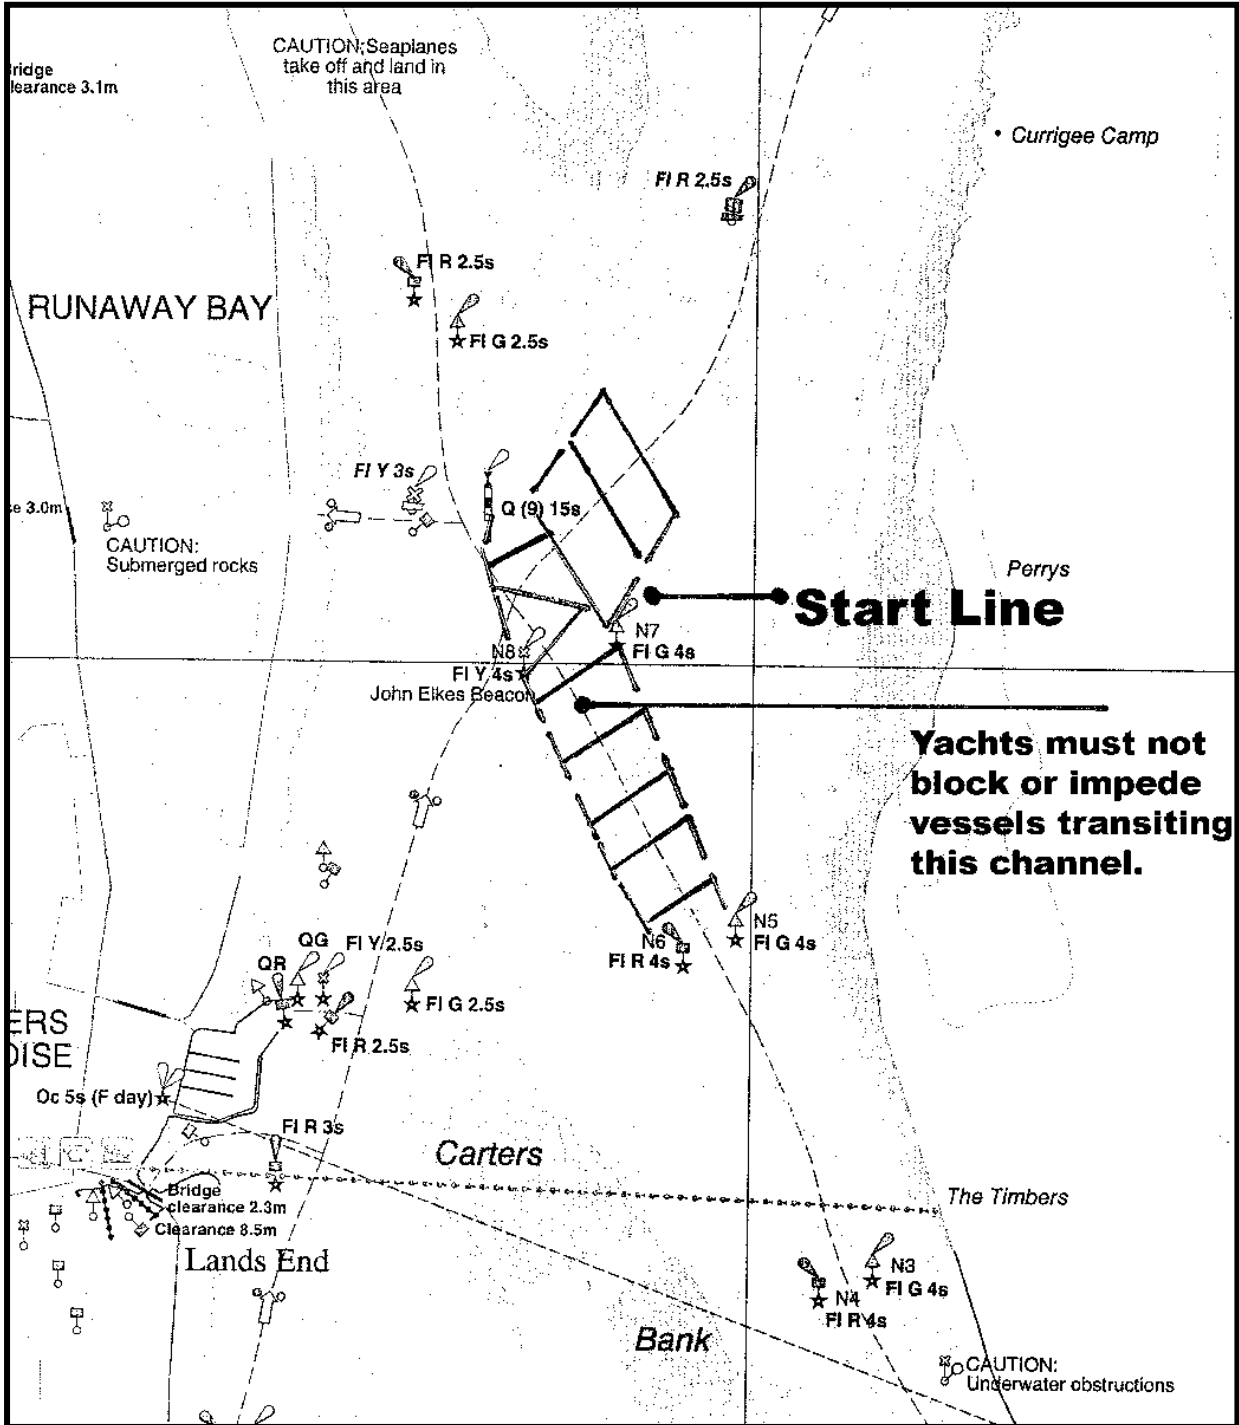 CAUTION:Seaplanes
take off and land in
this area
ridge
learance 3.1m
Currigee Camp
Fl R 2.5s
Fl R 2.5s
RUNAWAY BAY
Fl G 2.5s
Fl Y 3s
Q (9) 15s
e 3.0m
CAUTION:
Submerged rocks
Perrys
Start Line
N7
Fl G 4s
N8
Fl Y 4s
John Elkes Beacon
Yachts must not
block or impede
vessels transiting
this channel.
N5
Fl G 4s
N6
Fl R 4s
QG
Fl Y 2.5s
QR
Fl G 2.5s
ERS
DISE
Fl R 2.5s
Oc 5s (F day)
Fl R 3s
Carters
Bridge
clearance 2.3m
Clearance 8.5m
The Timbers
Lands End
N3
Fl G 4s
N4
Fl R 4s
Bank
CAUTION:
Underwater obstructions